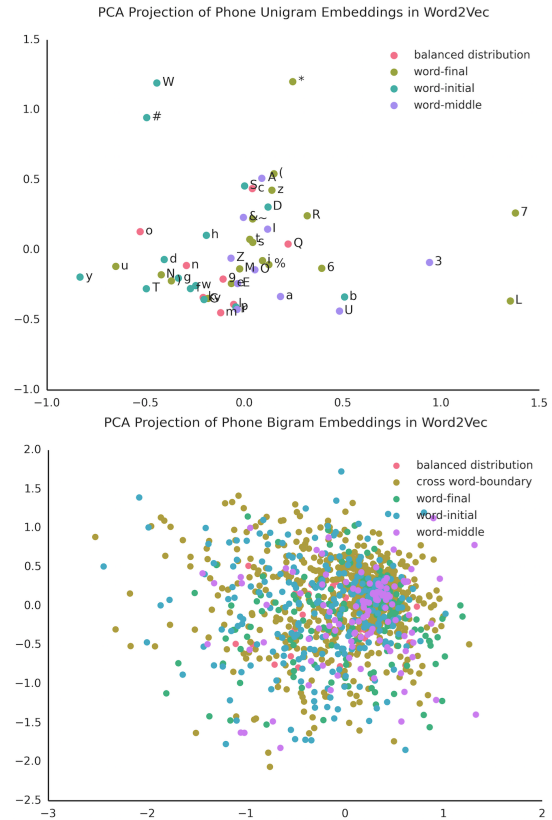 PCA Projection of Phone Unigram Embeddings in Word2Vec
1.5
balanced distribution
word-final
word-initial
word-middle
W
*
1.0
#
0.5
(
A
S
c
z
D
&
~
R
7
I
o
h
t
s
Q
0.0
d
Z
i
%
3
u
n
M
O
6
N
)
g
9
y
T
r
w
e
E
a
b
L
k
v
G
l
p
m
U
−0.5
−1.0
−1.0
−0.5
0.0
0.5
1.0
1.5
PCA Projection of Phone Bigram Embeddings in Word2Vec
2.0
balanced distribution
cross word-boundary
word-final
word-initial
word-middle
1.5
1.0
0.5
0.0
−0.5
−1.0
−1.5
−2.0
−2.5
−3
−2
−1
0
1
2